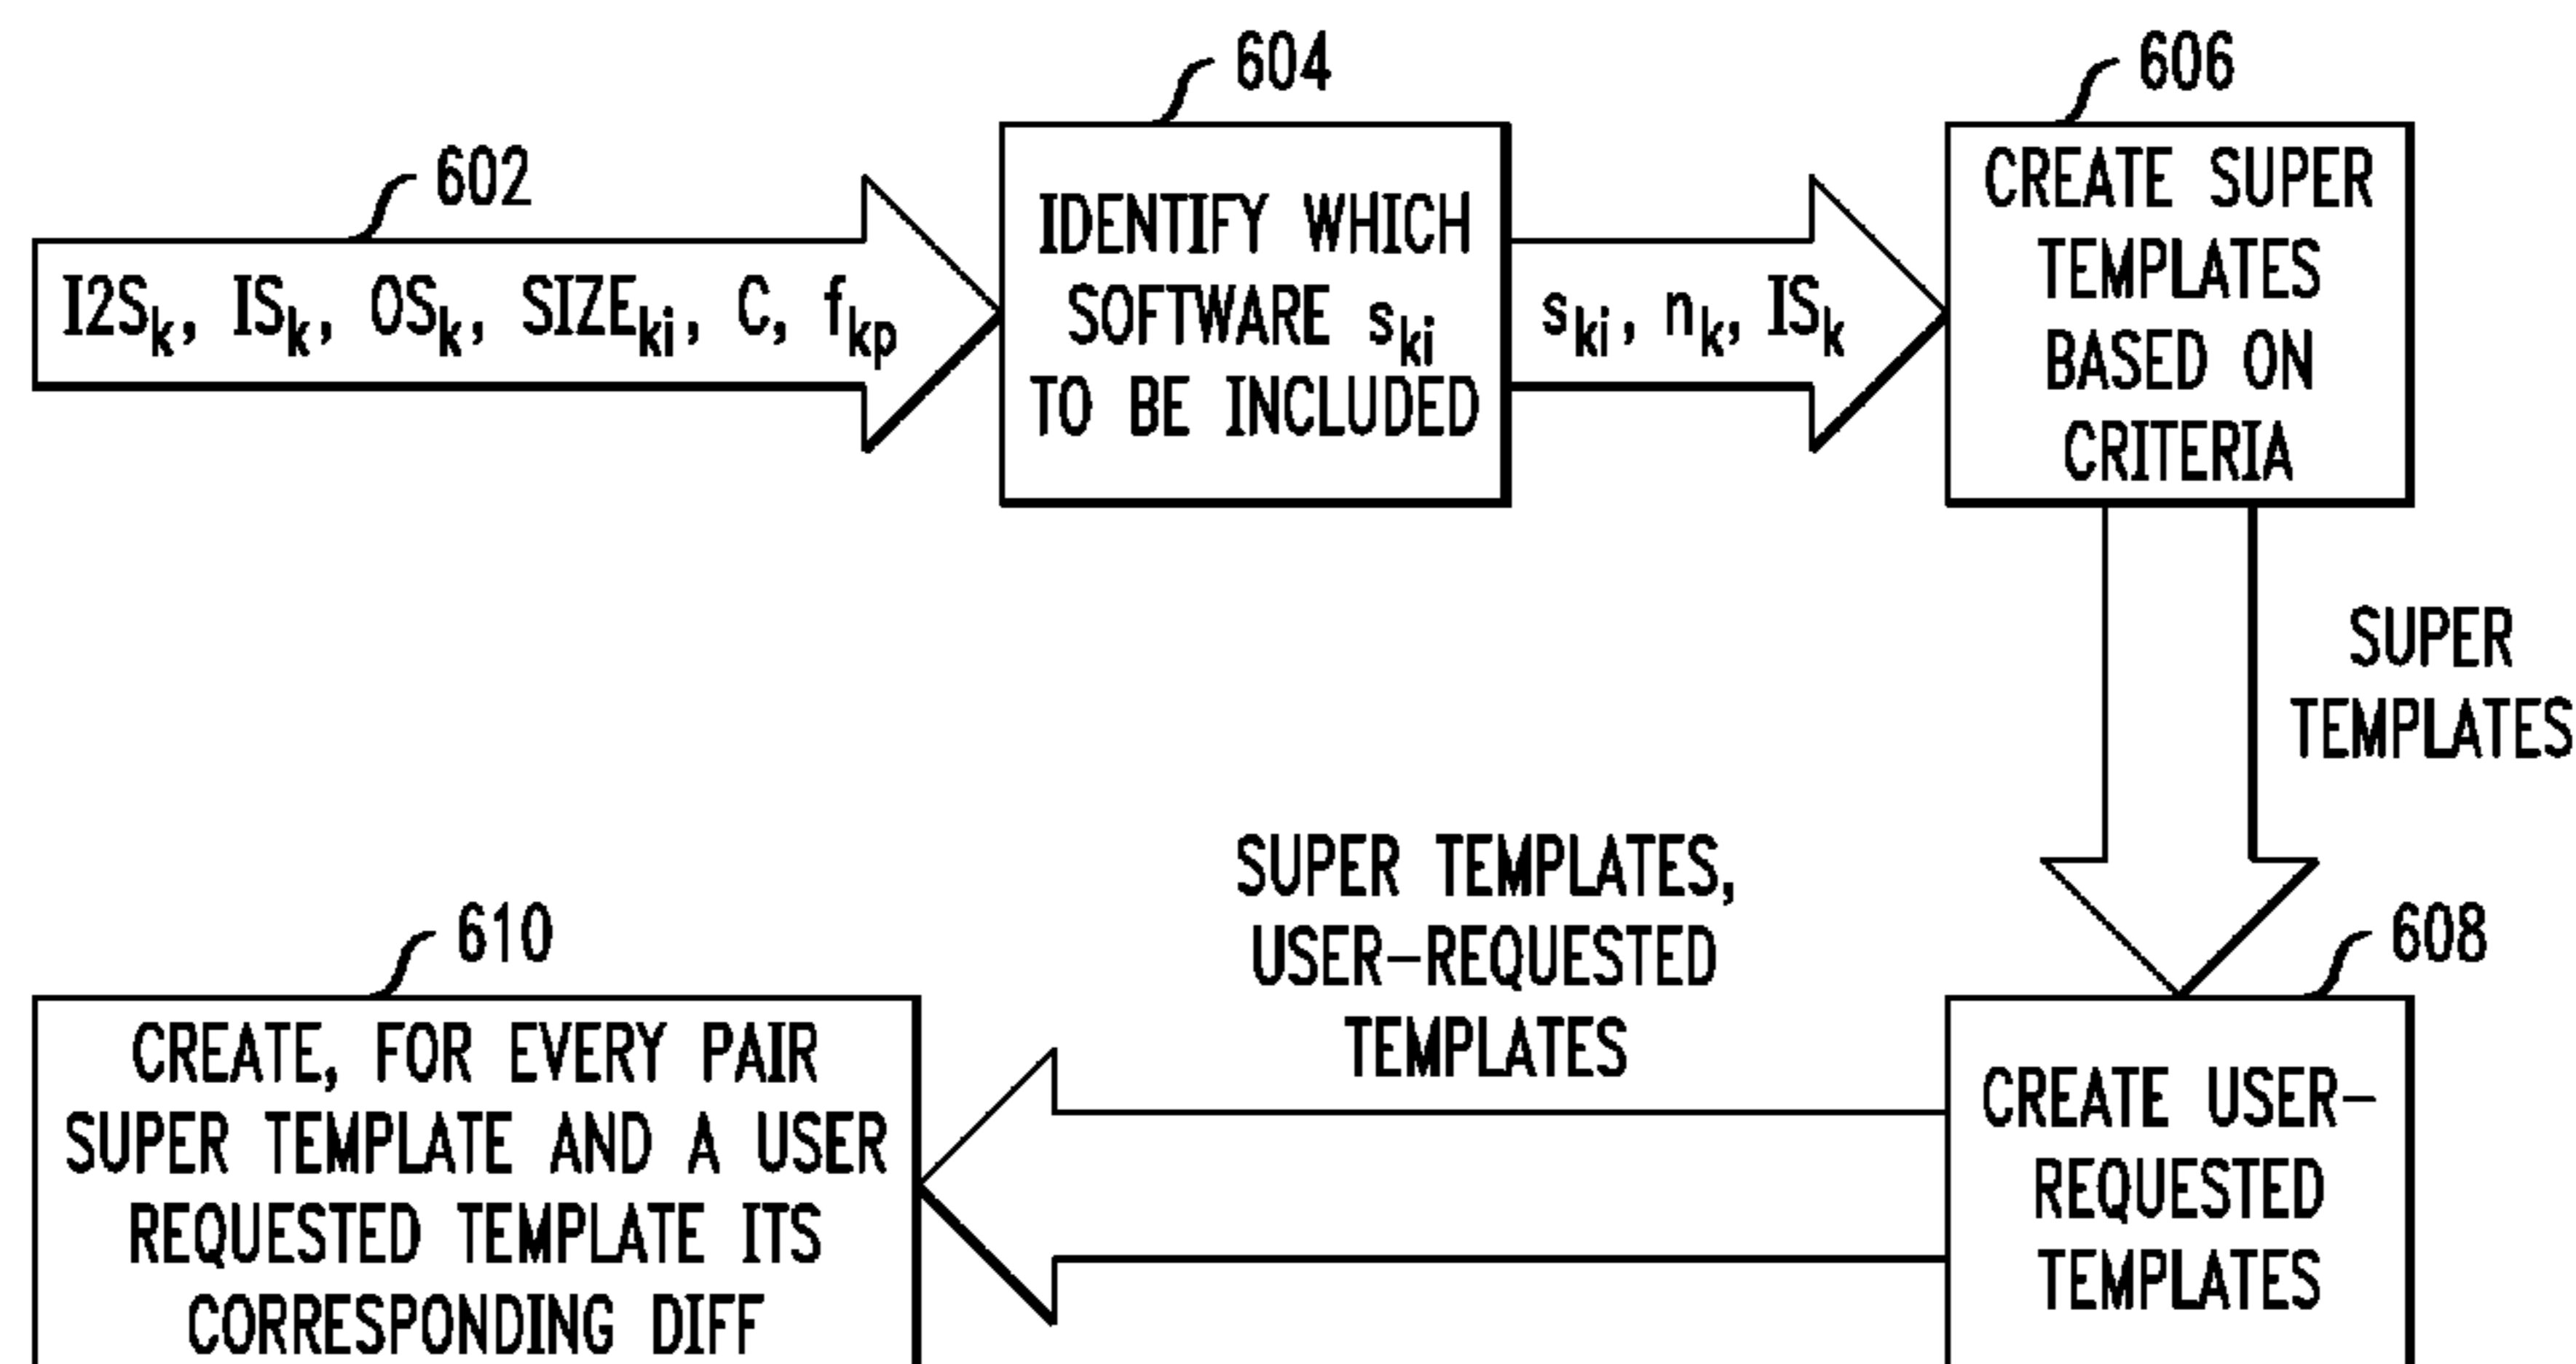 602
I2S_k, IS_k, OS_k, SIZE_ki, C, f_kp
604
IDENTIFY WHICH
SOFTWARE s_ki
TO BE INCLUDED
s_ki, n_k, IS_k
606
CREATE SUPER
TEMPLATES
BASED ON
CRITERIA
SUPER
TEMPLATES
608
CREATE USER-
REQUESTED
TEMPLATES
SUPER TEMPLATES,
USER-REQUESTED
TEMPLATES
610
CREATE, FOR EVERY PAIR
SUPER TEMPLATE AND A USER
REQUESTED TEMPLATE ITS
CORRESPONDING DIFF